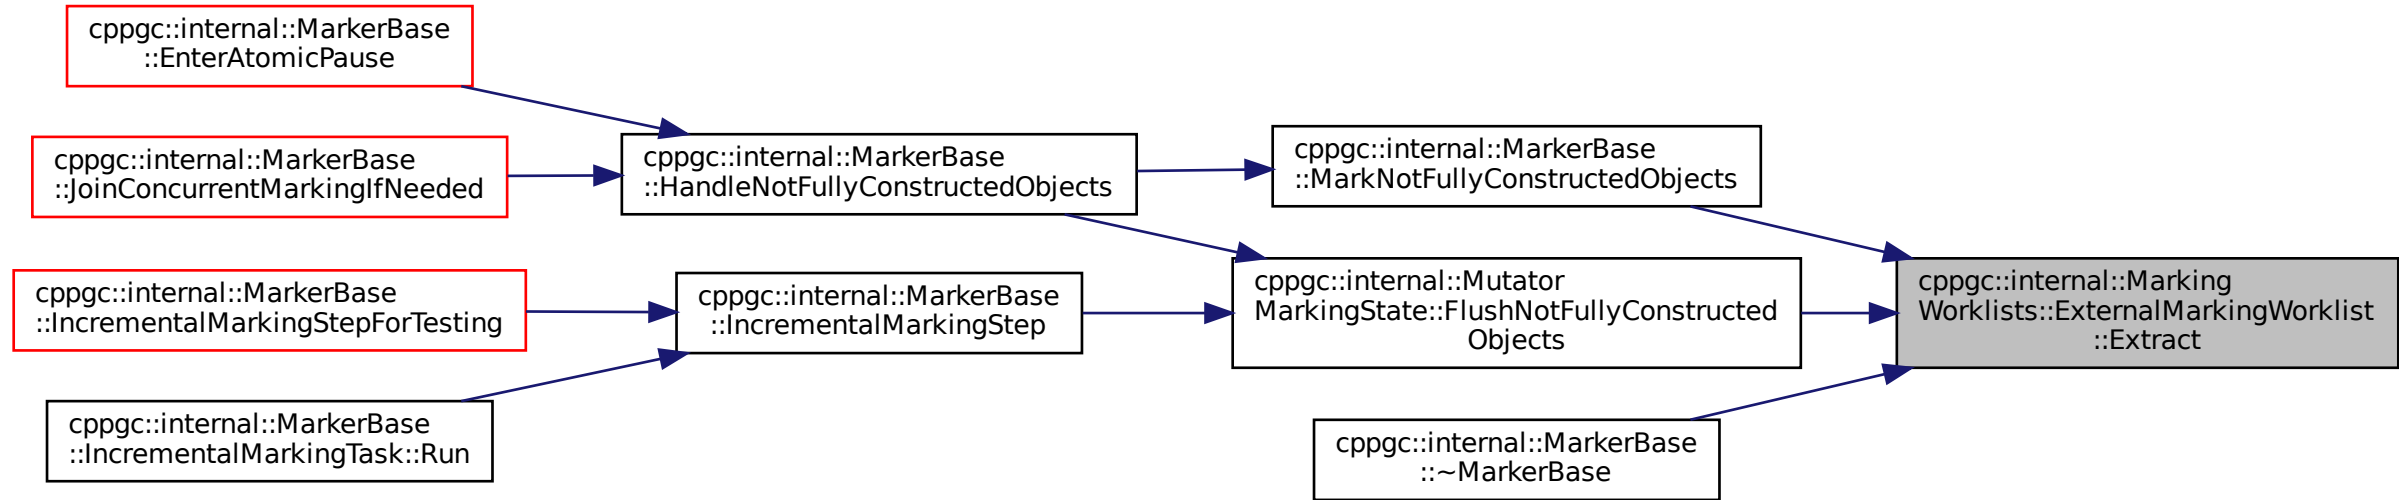 cppgc::internal::MarkerBase
::EnterAtomicPause
cppgc::internal::MarkerBase
::JoinConcurrentMarkingIfNeeded
cppgc::internal::MarkerBase
::IncrementalMarkingStepForTesting
cppgc::internal::MarkerBase
::IncrementalMarkingTask::Run
cppgc::internal::MarkerBase
::HandleNotFullyConstructedObjects
cppgc::internal::MarkerBase
::IncrementalMarkingStep
cppgc::internal::MarkerBase
::MarkNotFullyConstructedObjects
cppgc::internal::Mutator
MarkingState::FlushNotFullyConstructed
Objects
cppgc::internal::MarkerBase
::~MarkerBase
cppgc::internal::Marking
Worklists::ExternalMarkingWorklist
::Extract